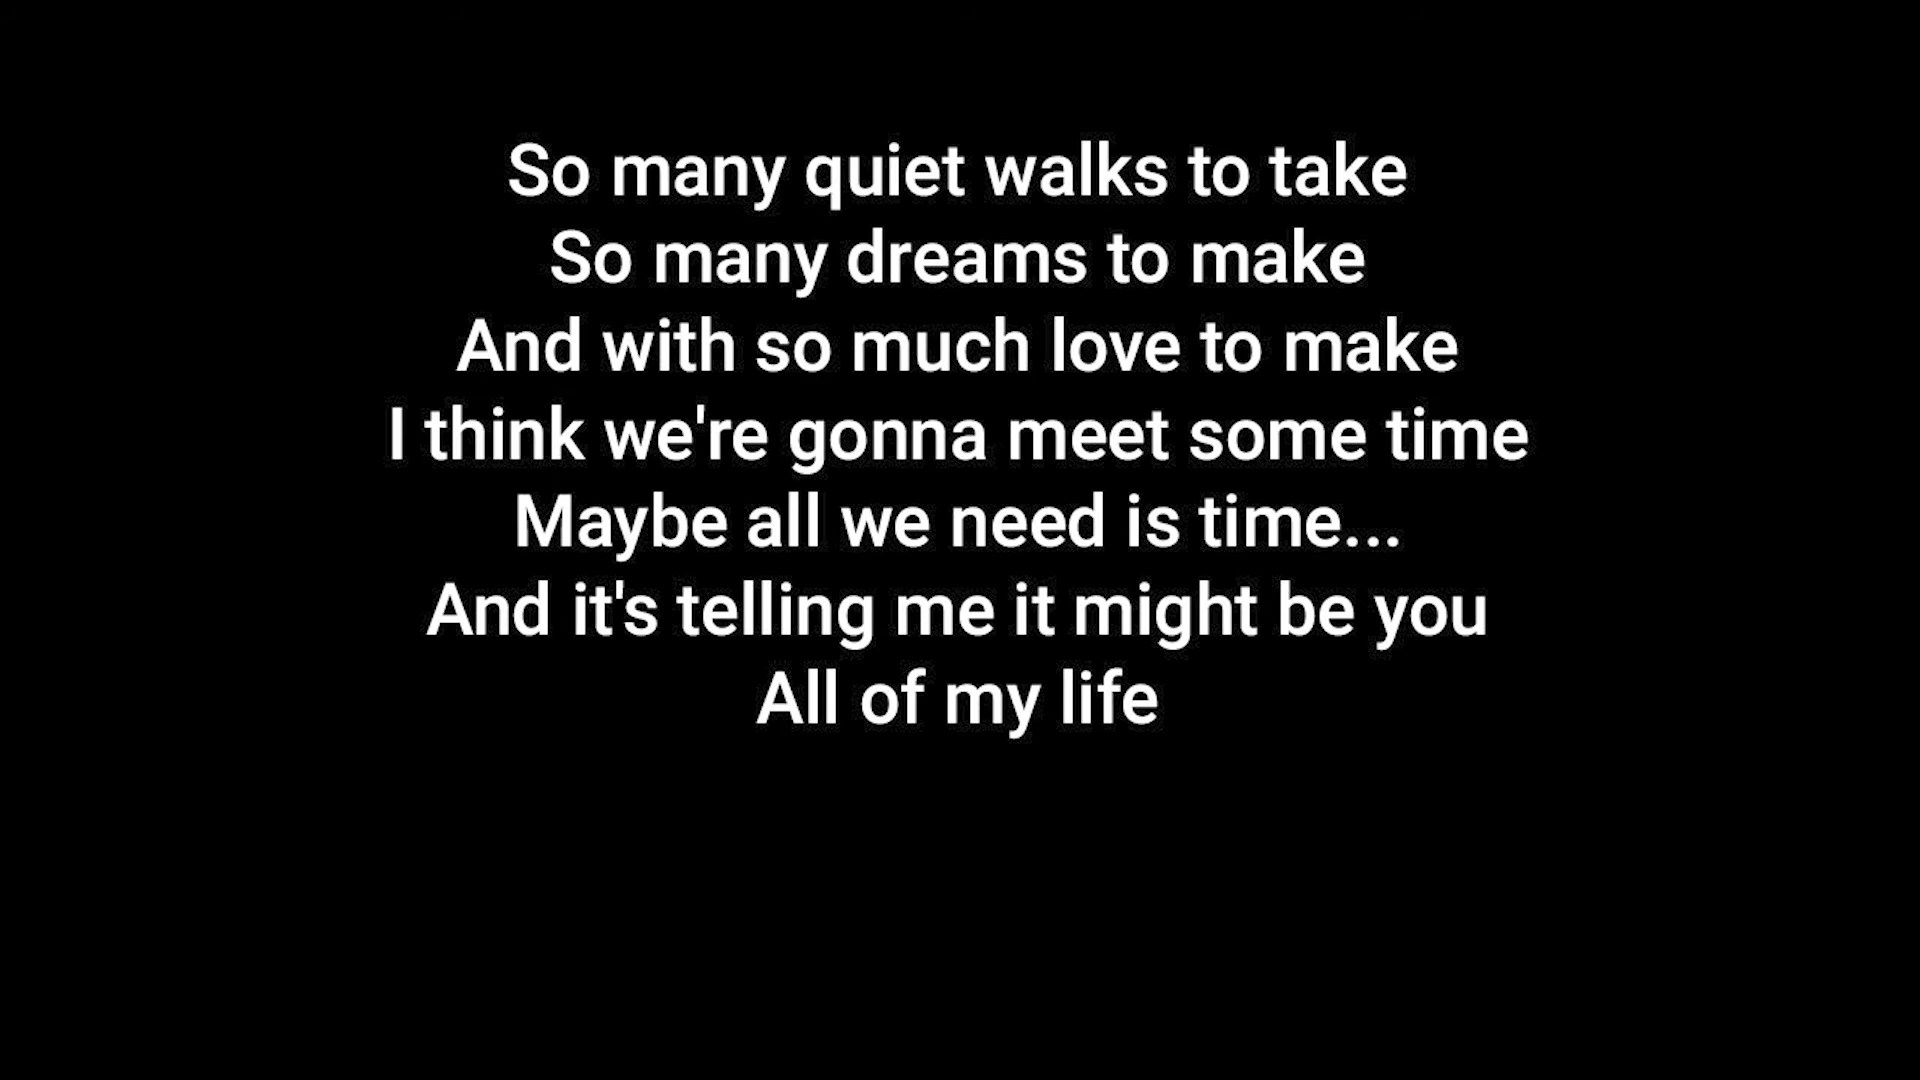 So many quiet walks to take
So many dreams to make
And with so much love to make
I think we're gonna meet some time
Maybe all we need is time...
And it's telling me it might be you
All of my life